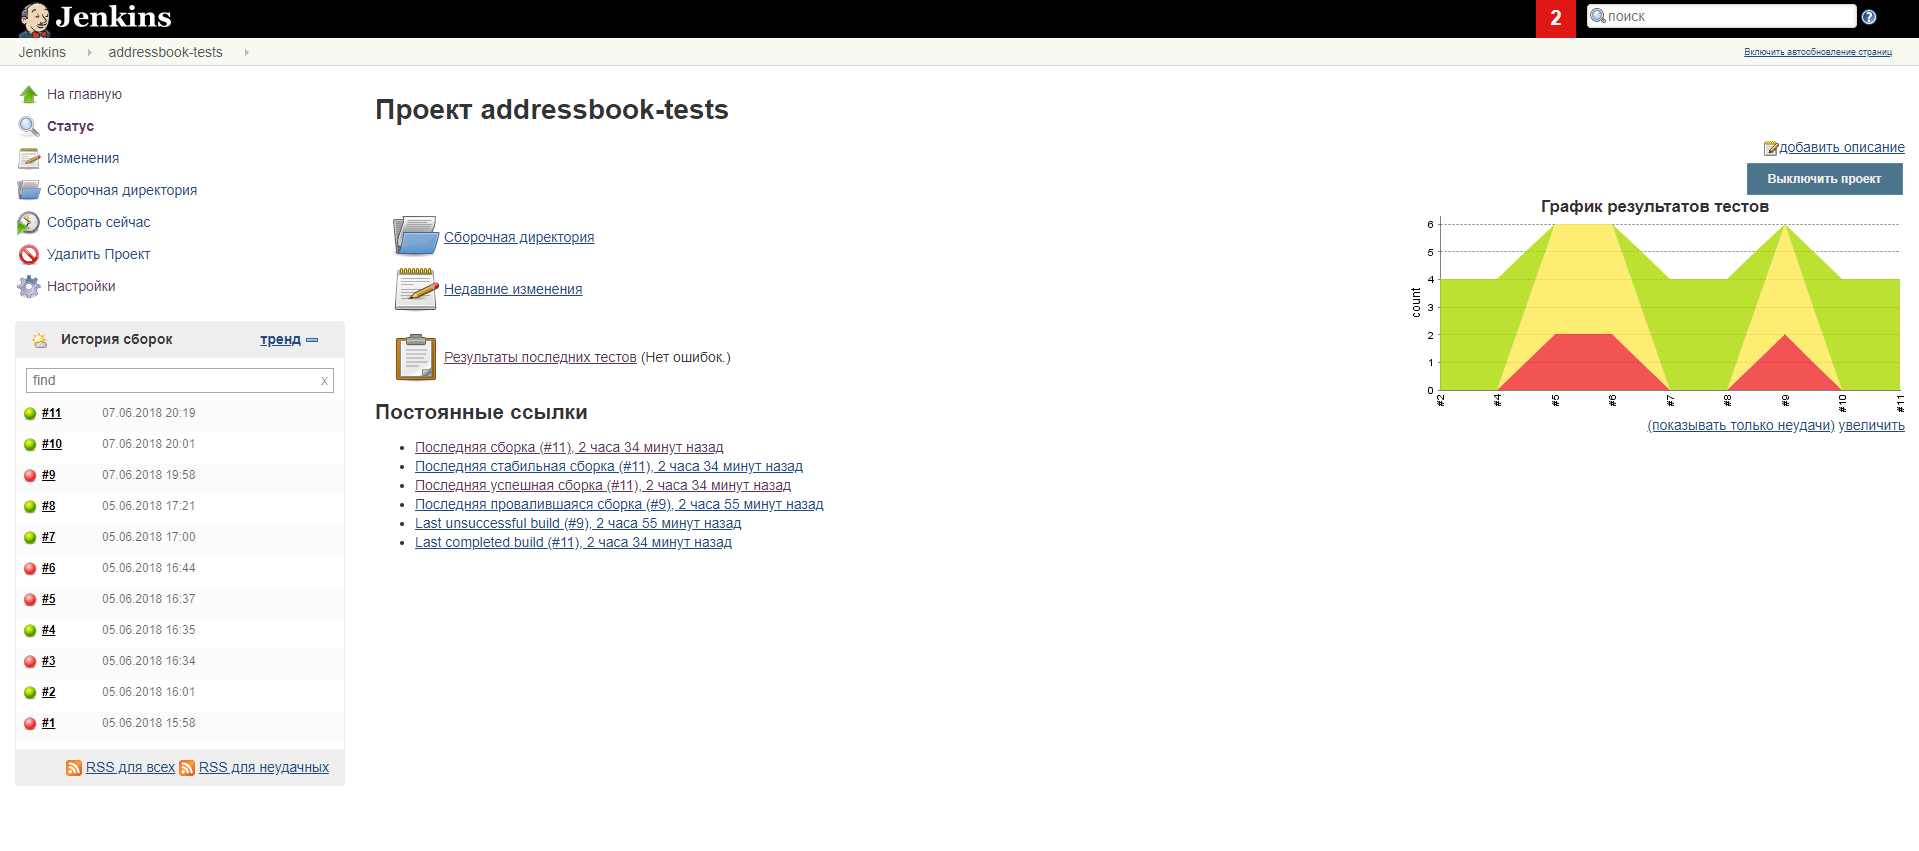 Jenkins
2
поиск
Jenkins
addressbook-tests
Включить автообновление страниц
На главную
Статус
Изменения
Сборочная директория
Собрать сейчас
Удалить Проект
Настройки
История сборок
тренд
find
x
#11 07.06.2018 20:19
#10 07.06.2018 20:01
#9 07.06.2018 19:58
#8 05.06.2018 17:21
#7 05.06.2018 17:00
#6 05.06.2018 16:44
#5 05.06.2018 16:37
#4 05.06.2018 16:35
#3 05.06.2018 16:34
#2 05.06.2018 16:01
#1 05.06.2018 15:58
RSS для всех RSS для неудачных
Проект addressbook-tests
добавить описание
Выключить проект
Сборочная директория
Недавние изменения
Результаты последних тестов (Нет ошибок.)
Постоянные ссылки
Последняя сборка (#11), 2 часа 34 минут назад
Последняя стабильная сборка (#11), 2 часа 34 минут назад
Последняя успешная сборка (#11), 2 часа 34 минут назад
Последняя провалившаяся сборка (#9), 2 часа 55 минут назад
Last unsuccessful build (#9), 2 часа 55 минут назад
Last completed build (#11), 2 часа 34 минут назад
График результатов тестов
count
6
5
4
3
2
1
0
#2 #4 #5 #6 #7 #8 #9 #10 #11
(показывать только неудачи) увеличить